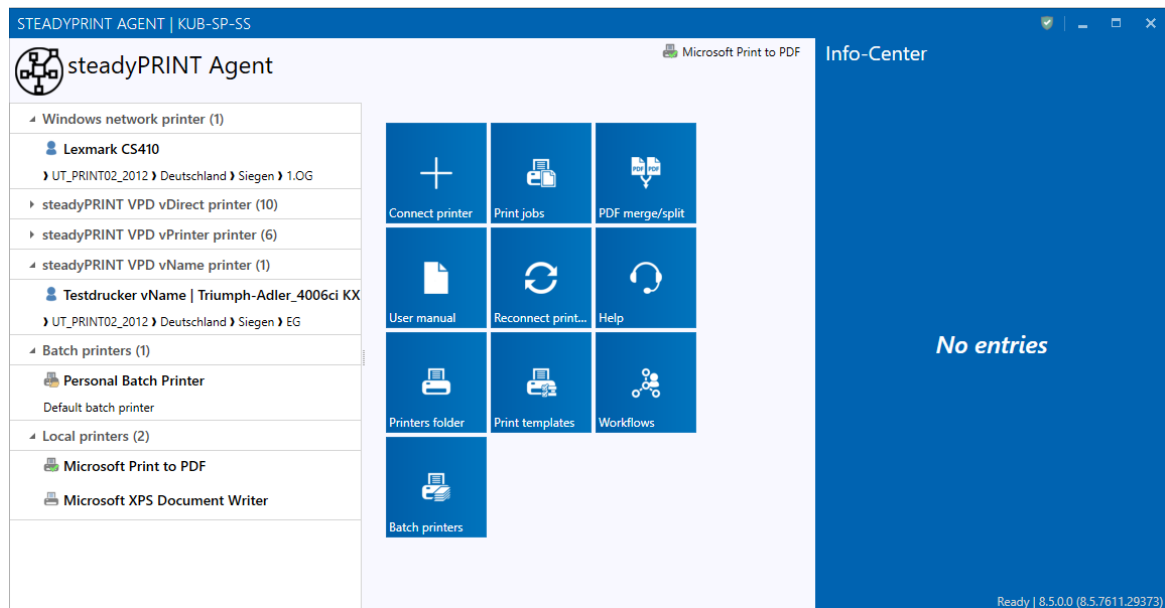 STEADYPRINT AGENT | KUB-SP-SS
steadyPRINT Agent
Microsoft Print to PDF
Windows network printer (1)
Lexmark CS410
❱ UT_PRINT02_2012 ❱ Deutschland ❱ Siegen ❱ 1.OG
steadyPRINT VPD vDirect printer (10)
steadyPRINT VPD vPrinter printer (6)
steadyPRINT VPD vName printer (1)
Testdrucker vName | Triumph-Adler_4006ci KX
❱ UT_PRINT02_2012 ❱ Deutschland ❱ Siegen ❱ EG
Batch printers (1)
Personal Batch Printer
Default batch printer
Local printers (2)
Microsoft Print to PDF
Microsoft XPS Document Writer
Connect printer
Print jobs
PDF PDF
PDF merge/split
User manual
Reconnect print...
Help
Printers folder
Print templates
Workflows
Batch printers
Info-Center
No entries
Ready | 8.5.0.0 (8.5.7611.29373)